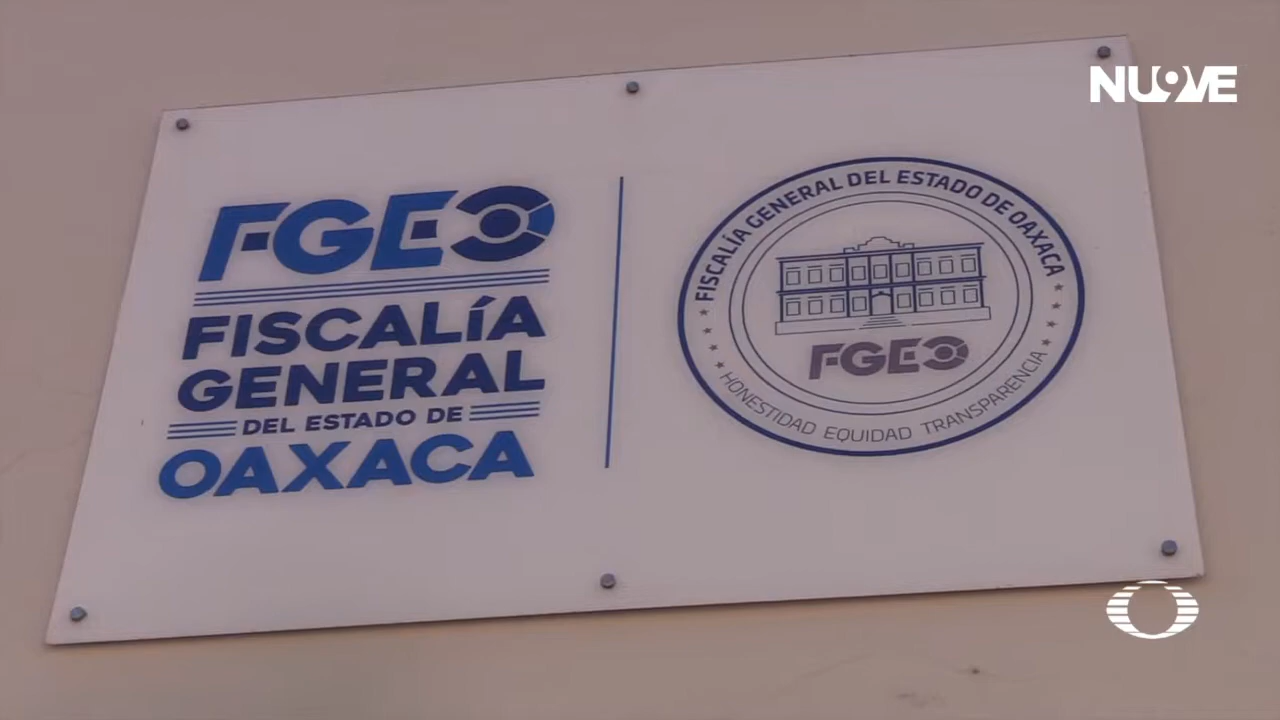 NU9VE
FGEO
FISCALÍA
GENERAL
DEL ESTADO DE
OAXACA
FISCALÍA GENERAL DEL ESTADO DE OAXACA
FGEO
HONESTIDAD EQUIDAD TRANSPARENCIA